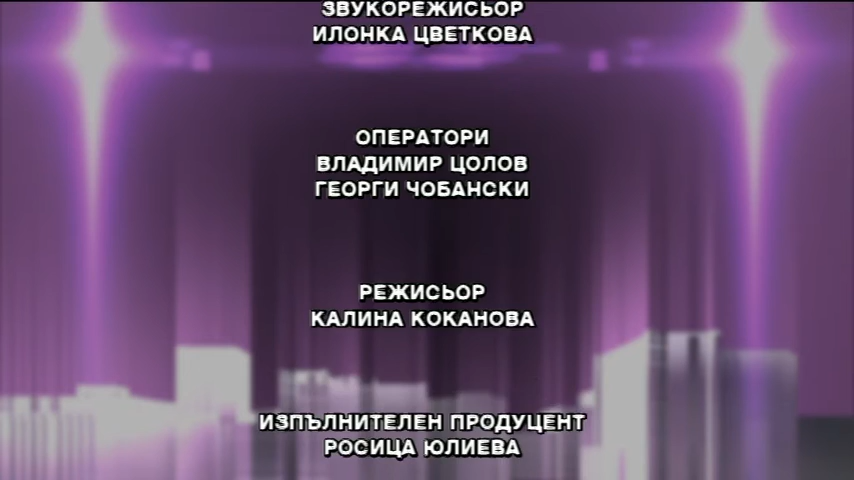 ЗВУКОРЕЖИСЬОР
ИЛОНКА ЦВЕТКОВА
ОПЕРАТОРИ
ВЛАДИМИР ЦОЛОВ
ГЕОРГИ ЧОБАНСКИ
РЕЖИСЬОР
КАЛИНА КОКАНОВА
ИЗПЪЛНИТЕЛЕН ПРОДУЦЕНТ
РОСИЦА ЮЛИЕВА